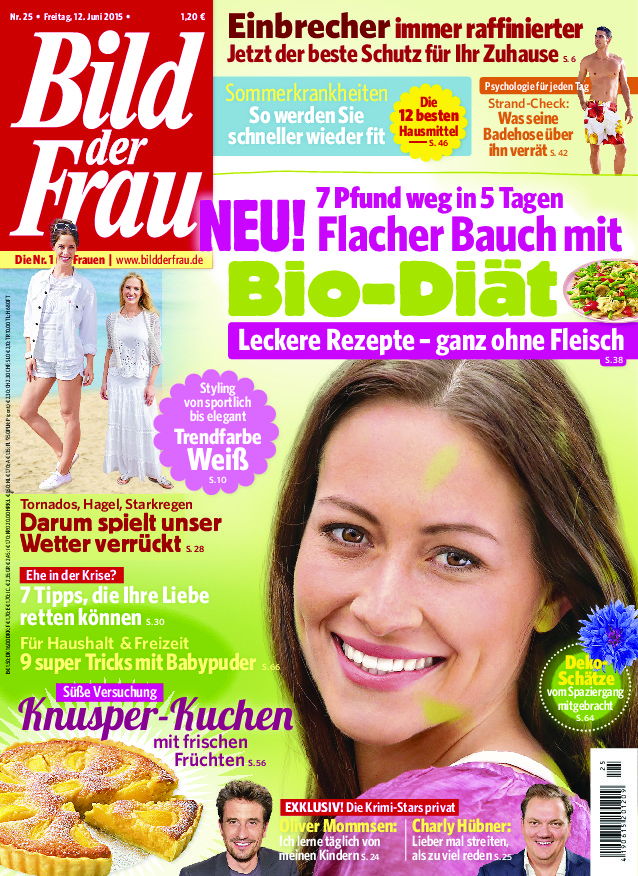 Nr. 25 • Freitag, 12. Juni 2015 •
1,20 €
Bild
der
Frau
Die Nr. 1
Frauen | www.bildderfrau.de
Einbrecher immer raffinierter
Jetzt der beste Schutz für Ihr Zuhause S. 6
Sommerkrankheiten
So werden Sie
schneller wieder fit
Die
12 besten
Hausmittel
S. 46
Psychologie für jeden Tag
Strand-Check:
Was seine
Badehose über
ihn verrät S. 42
NEU!
7 Pfund weg in 5 Tagen
Flacher Bauch mit
Bio-Diät
Leckere Rezepte – ganz ohne Fleisch
S. 38
Styling
von sportlich
bis elegant
Trendfarbe
Weiß
S. 10
Tornados, Hagel, Starkregen
Darum spielt unser
Wetter verrückt S. 28
Ehe in der Krise?
7 Tipps, die Ihre Liebe
retten können S. 30
Für Haushalt & Freizeit
9 super Tricks mit Babypuder S. 66
Süße Versuchung
Knusper-Kuchen
mit frischen
Früchten S. 56
Deko-
Schätze
vom Spaziergang
mitgebracht
S. 64
EXKLUSIV! Die Krimi-Stars privat
Oliver Mommsen:
Ich lerne täglich von
meinen Kindern S. 24
Charly Hübner:
Lieber mal streiten,
als zu viel reden S. 25
25
4 190615 201209